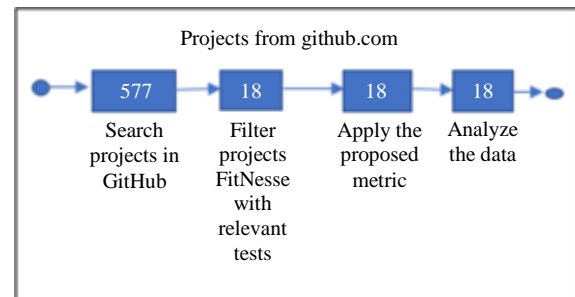 Projects from github.com
577
18
18
18
Search
projects in
GitHub
Filter
projects
FitNesse
with
relevant
tests
Apply the
proposed
metric
Analyze
the data